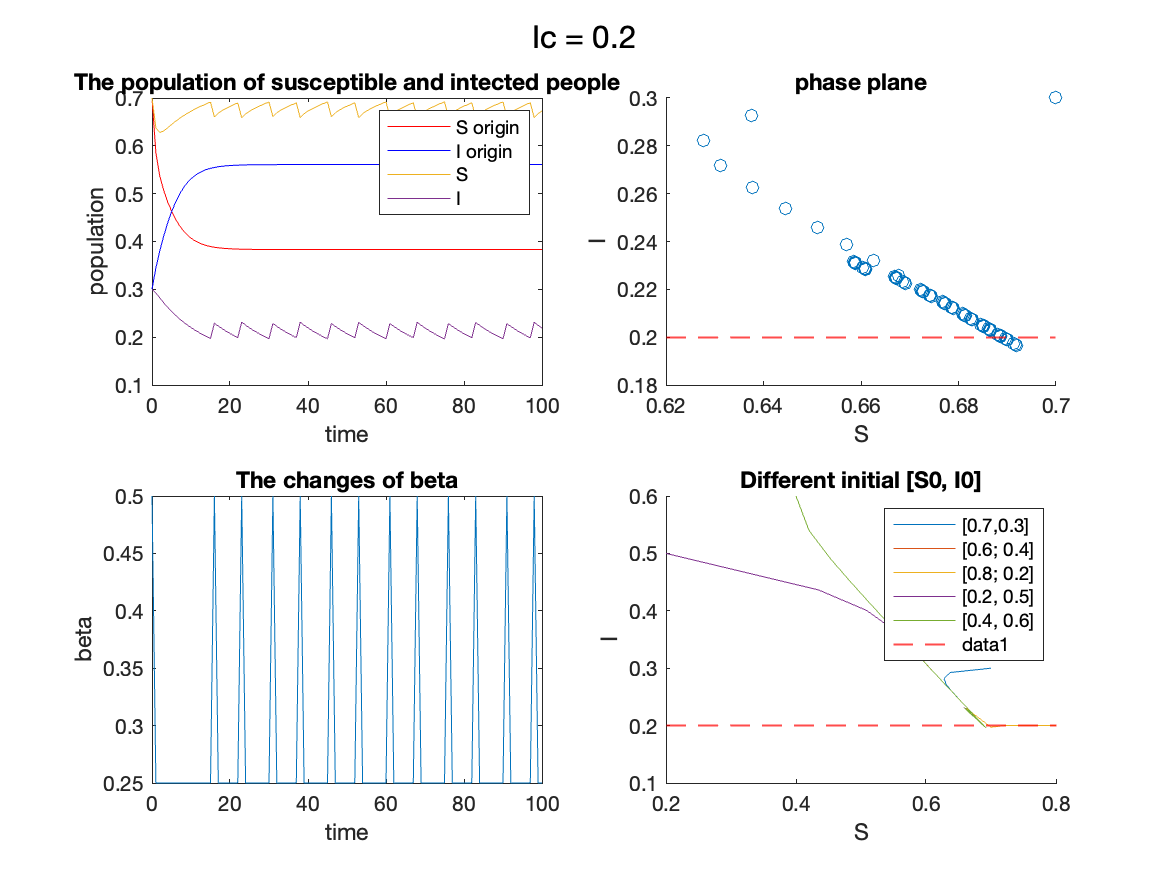 Ic = 0.2
The population of susceptible and intected people
0.7
0.6
0.5
0.4
0.3
0.2
0.1
population
0
20
40
60
80
100
time
S origin
I origin
S
I
phase plane
0.3
0.28
0.26
0.24
0.22
0.2
0.18
I
0.62
0.64
0.66
0.68
0.7
S
The changes of beta
0.5
0.45
0.4
0.35
0.3
0.25
beta
0
20
40
60
80
100
time
Different initial [S0, I0]
0.6
0.5
0.4
0.3
0.2
0.1
I
0.2
0.4
0.6
0.8
S
[0.7,0.3]
[0.6; 0.4]
[0.8; 0.2]
[0.2, 0.5]
[0.4, 0.6]
data1